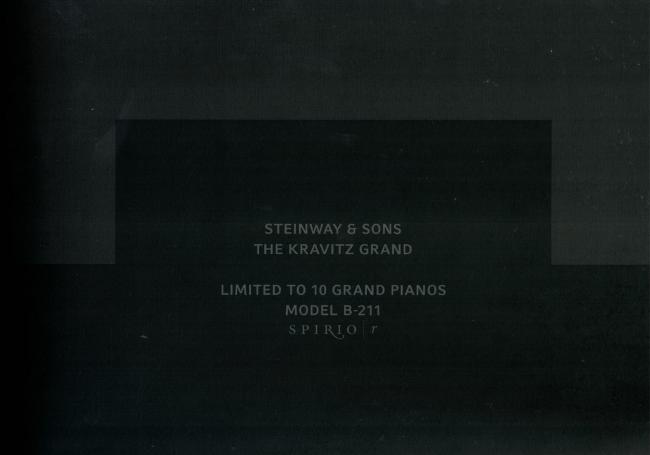 STEINWAY & SONS
THE KRAVITZ GRAND
LIMITED TO 10 GRAND PIANOS
MODEL B-211
SPIRIO | r